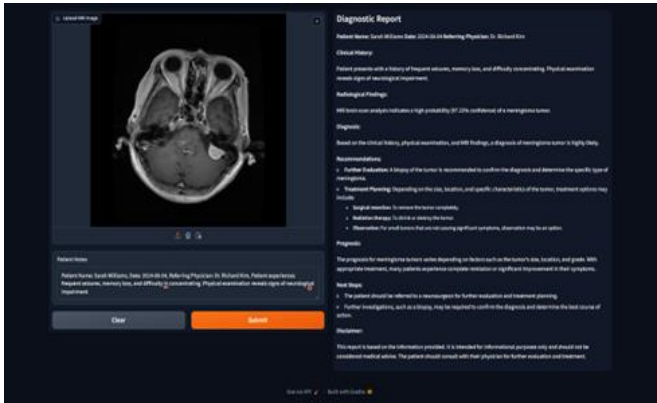 Upload MRI Image
Patient Notes
Patient Name: Sarah Williams, Date: 2024-08-04, Referring Physician: Dr. Richard Kim, Patient experiences
frequent seizures, memory loss, and difficulty in concentrating. Physical examination reveals signs of neurological
impairment
Clear
Submit
Diagnostic Report
Patient Name: Sarah Williams Date: 2024-08-04 Referring Physician: Dr. Richard Kim
Clinical History:
Patient presents with a history of frequent seizures, memory loss, and difficulty concentrating. Physical examination
reveals signs of neurological impairment.
Radiological Findings:
MRI brain scan analysis indicates a high probability (97.22% confidence) of a meningioma tumor.
Diagnosis:
Based on the clinical history, physical examination, and MRI findings, a diagnosis of meningioma tumor is highly likely.
Recommendations:
Further Evaluation: A biopsy of the tumor is recommended to confirm the diagnosis and determine the specific type of
meningioma.
Treatment Planning: Depending on the size, location, and specific characteristics of the tumor, treatment options may
include:
Surgical resection: To remove the tumor completely.
Radiation therapy: To shrink or destroy the tumor.
Observation: For small tumors that are not causing significant symptoms, observation may be an option.
Prognosis:
The prognosis for meningioma tumors varies depending on factors such as the tumor's size, location, and grade. With
appropriate treatment, many patients experience complete remission or significant improvement in their symptoms.
Next Steps:
The patient should be referred to a neurosurgeon for further evaluation and treatment planning.
Further investigations, such as a biopsy, may be required to confirm the diagnosis and determine the best course of
action.
Disclaimer:
This report is based on the information provided. It is intended for informational purposes only and should not be
considered medical advice. The patient should consult with their physician for further evaluation and treatment.
Use via API
Built with Gradio